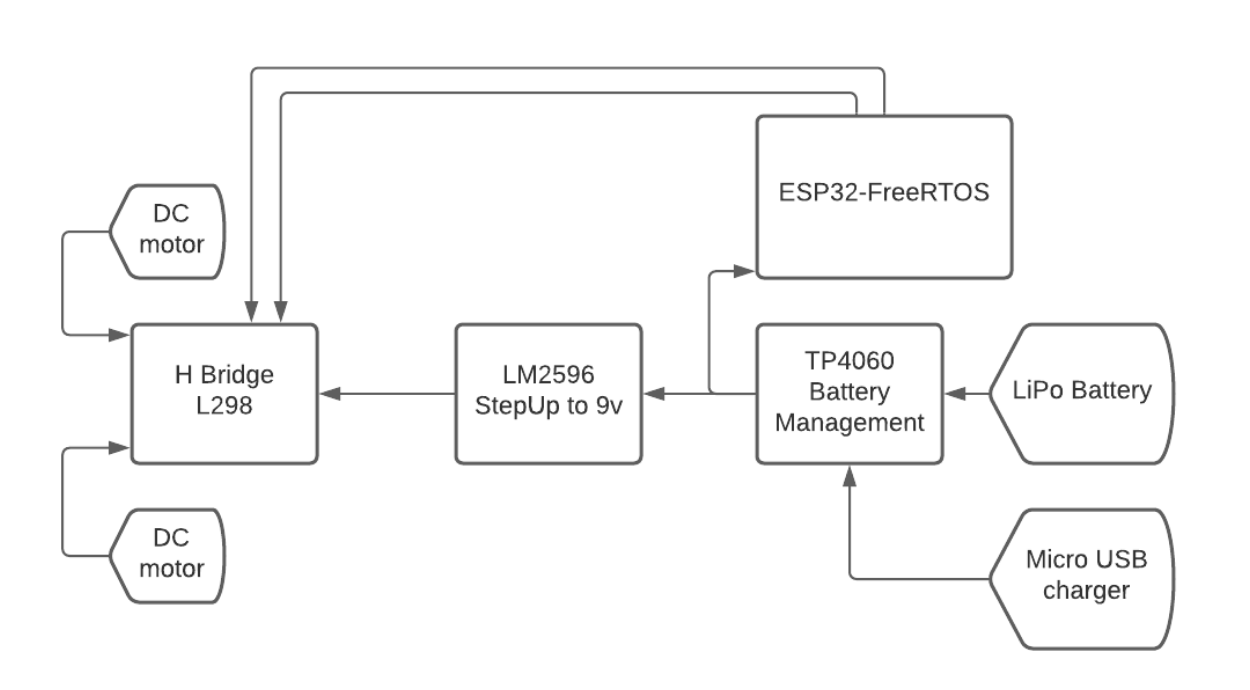 ESP32-FreeRTOS
DC
motor
H Bridge
L298
LM2596
StepUp to 9v
TP4060
Battery
Management
LiPo Battery
DC
motor
Micro USB
charger